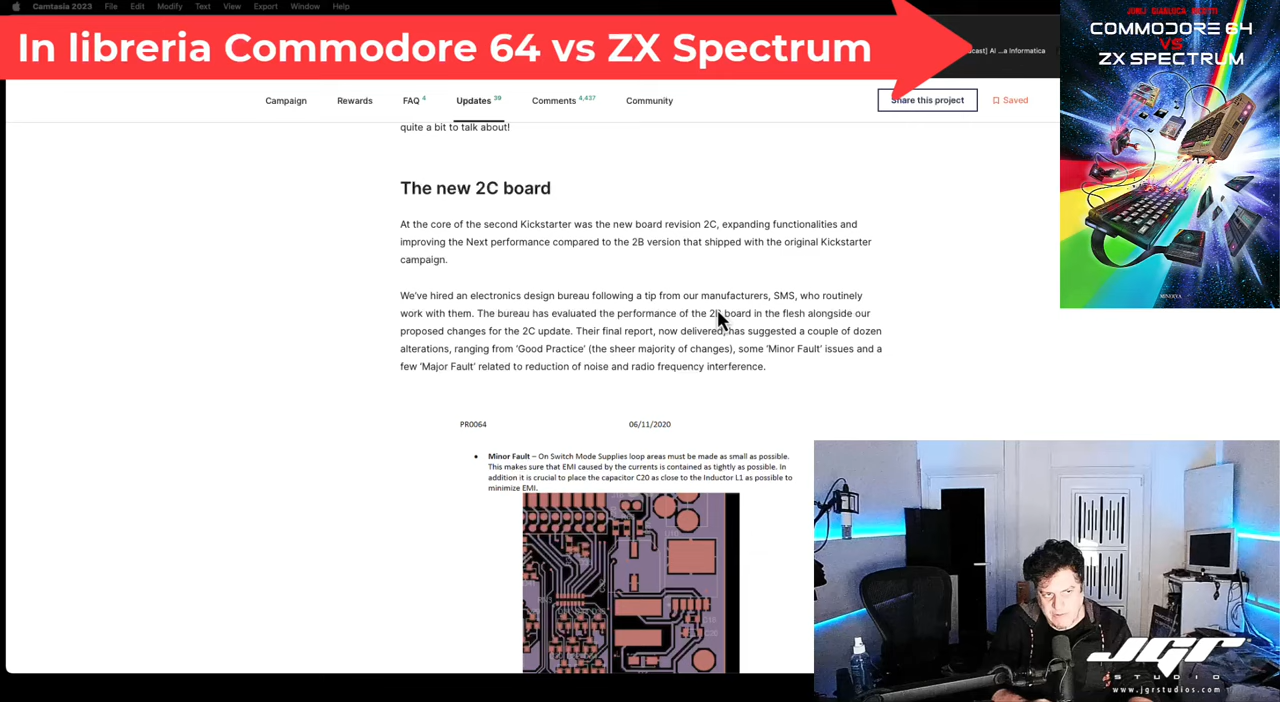 Camtasia 2023 File Edit Modify Text View Export Window Help
In libreria Commodore 64 vs ZX Spectrum
cast] AI ...a Informatica
COMMODORE 64
VS
ZX SPECTRUM
MINERVA
Campaign Rewards FAQ 4 Updates 39 Comments 4,437 Community
Share this project
Saved
quite a bit to talk about!
The new 2C board
At the core of the second Kickstarter was the new board revision 2C, expanding functionalities and
improving the Next performance compared to the 2B version that shipped with the original Kickstarter
campaign.
We've hired an electronics design bureau following a tip from our manufacturers, SMS, who routinely
work with them. The bureau has evaluated the performance of the 2B board in the flesh alongside our
proposed changes for the 2C update. Their final report, now delivered, has suggested a couple of dozen
alterations, ranging from 'Good Practice' (the sheer majority of changes), some 'Minor Fault' issues and a
few 'Major Fault' related to reduction of noise and radio frequency interference.
PR0064 06/11/2020
• Minor Fault – On Switch Mode Supplies loop areas must be made as small as possible.
This makes sure that EMI caused by the currents is contained as tightly as possible. In
addition it is crucial to place the capacitor C20 as close to the Inductor L1 as possible to
minimize EMI.
JGR
STUDIO
www.jgrstudios.com